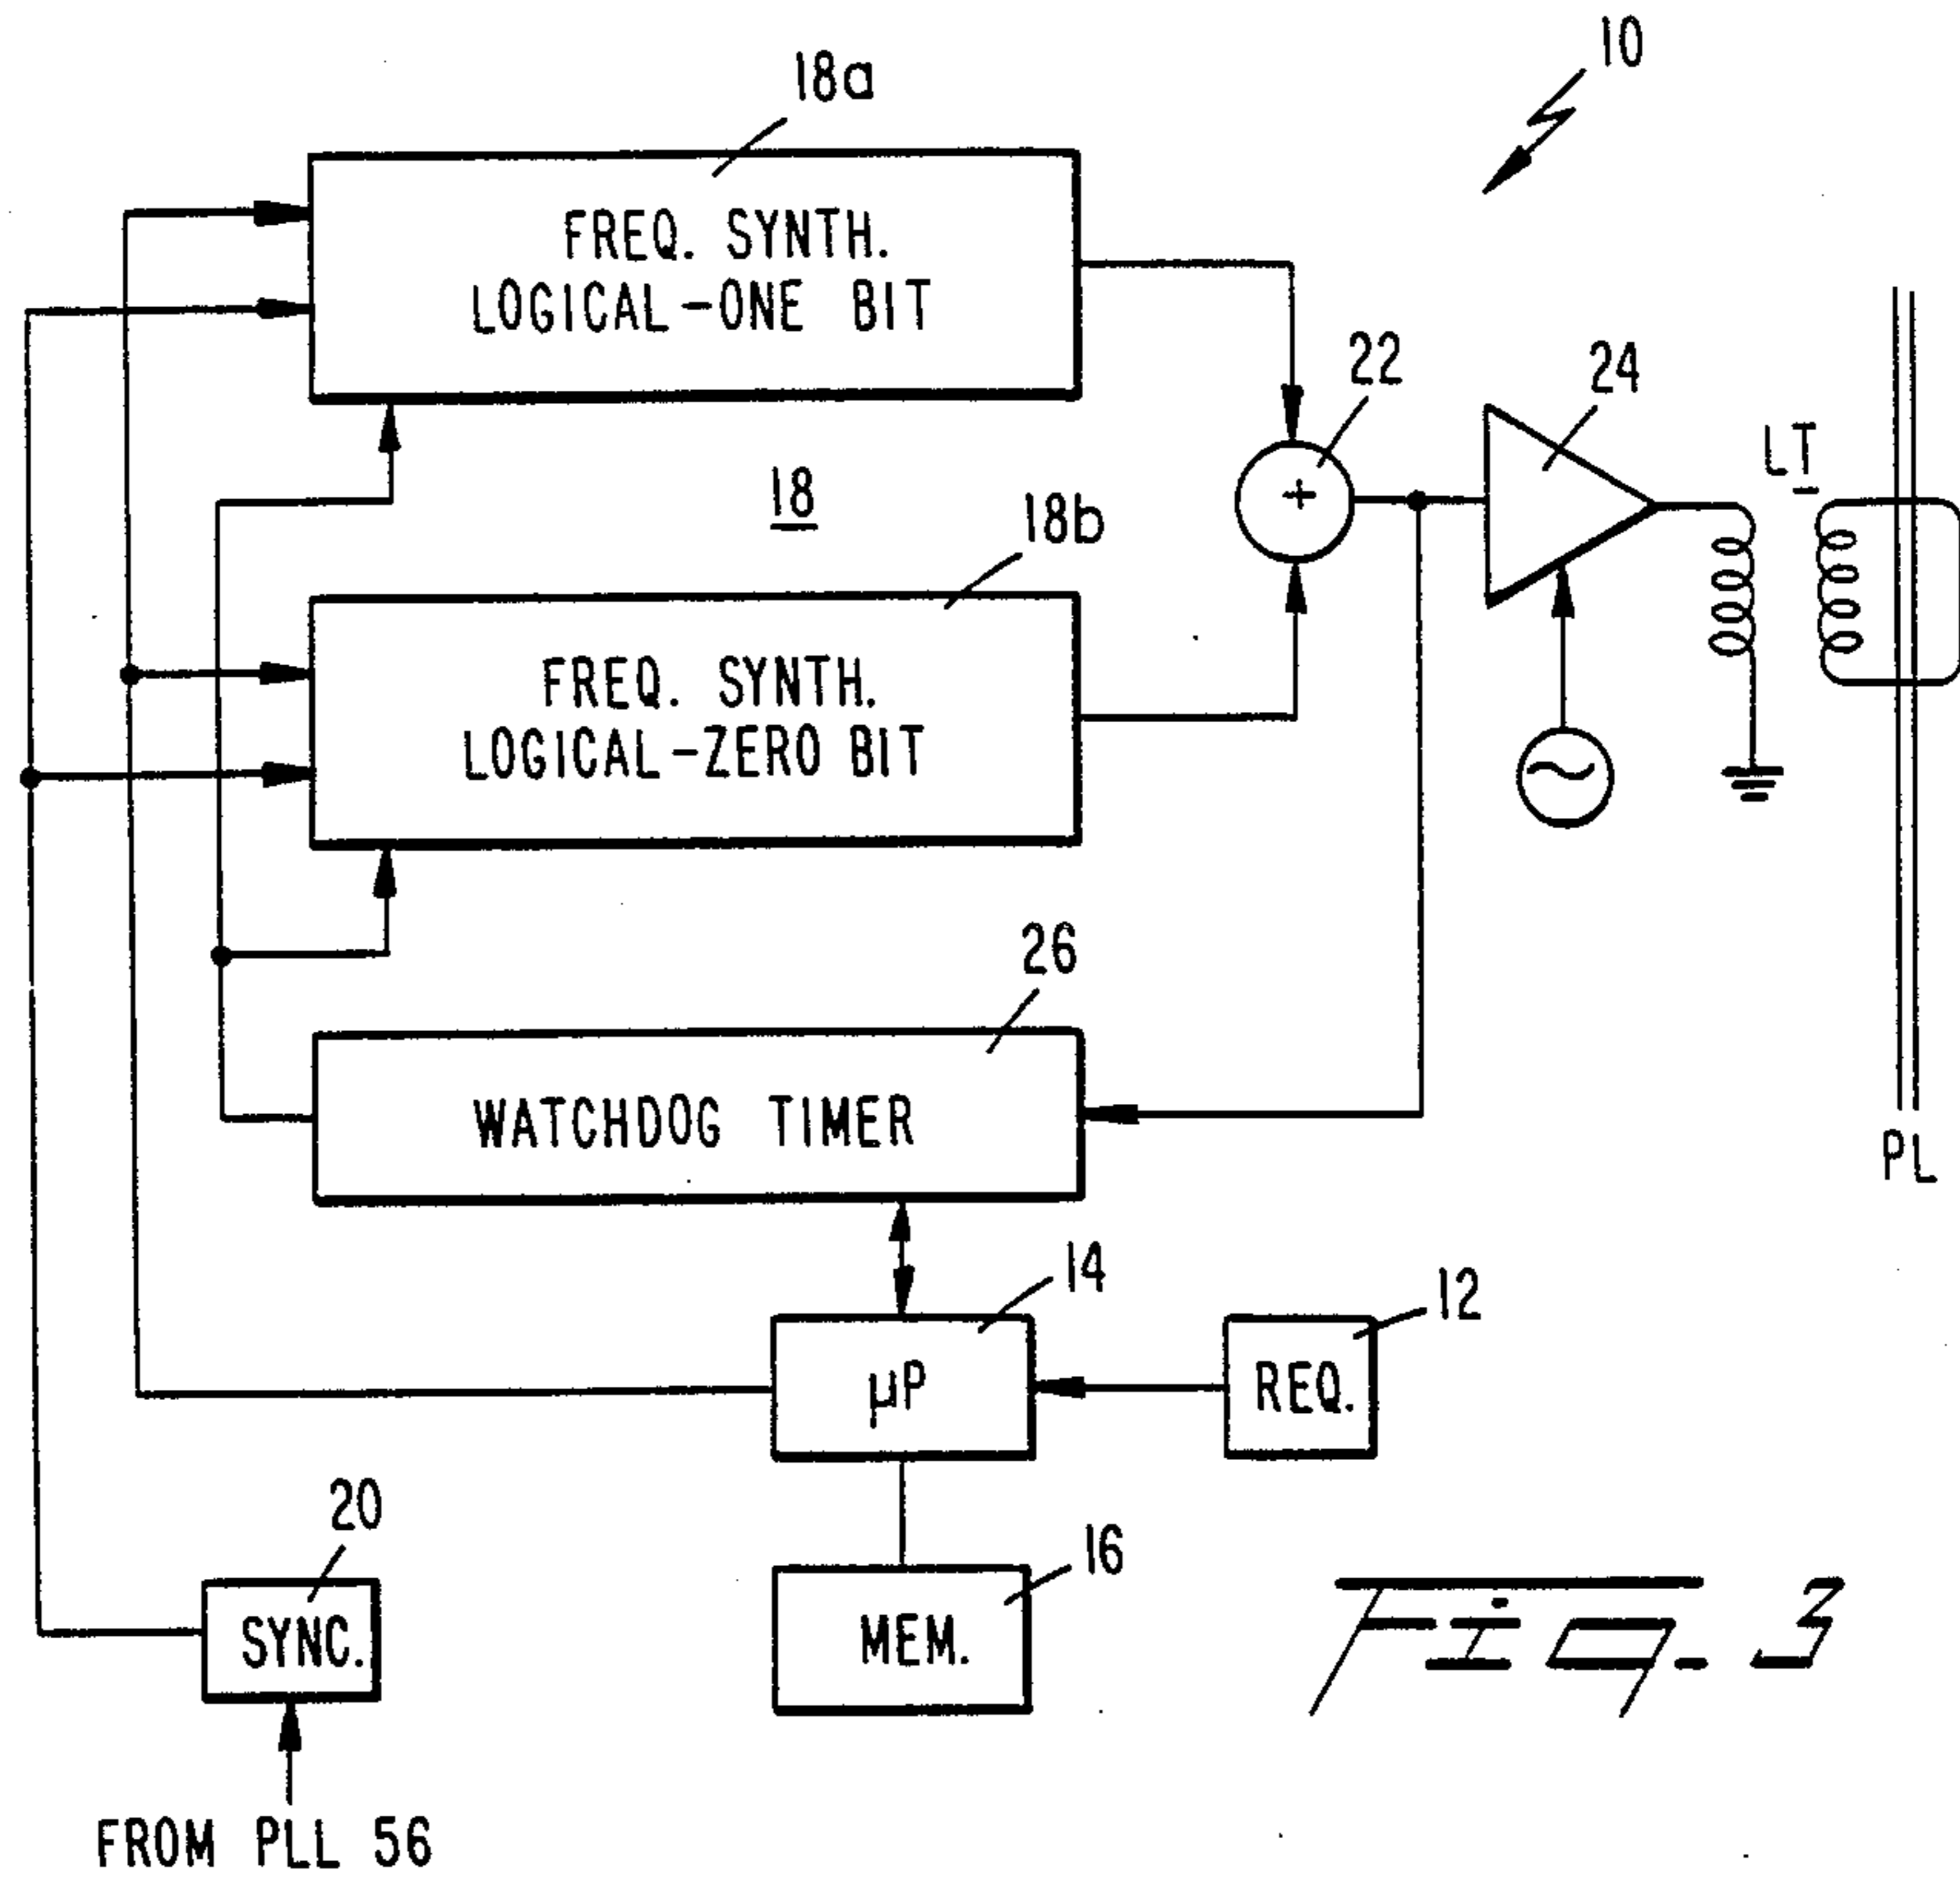 10
18a
FREQ. SYNTH.
LOGICAL-ONE BIT
22
24
LT
18
18b
+
FREQ. SYNTH.
LOGICAL-ZERO BIT
26
WATCHDOG TIMER
PL
14
12
µP
REQ.
20
16
SYNC.
MEM.
Fig. 3
FROM PLL 56